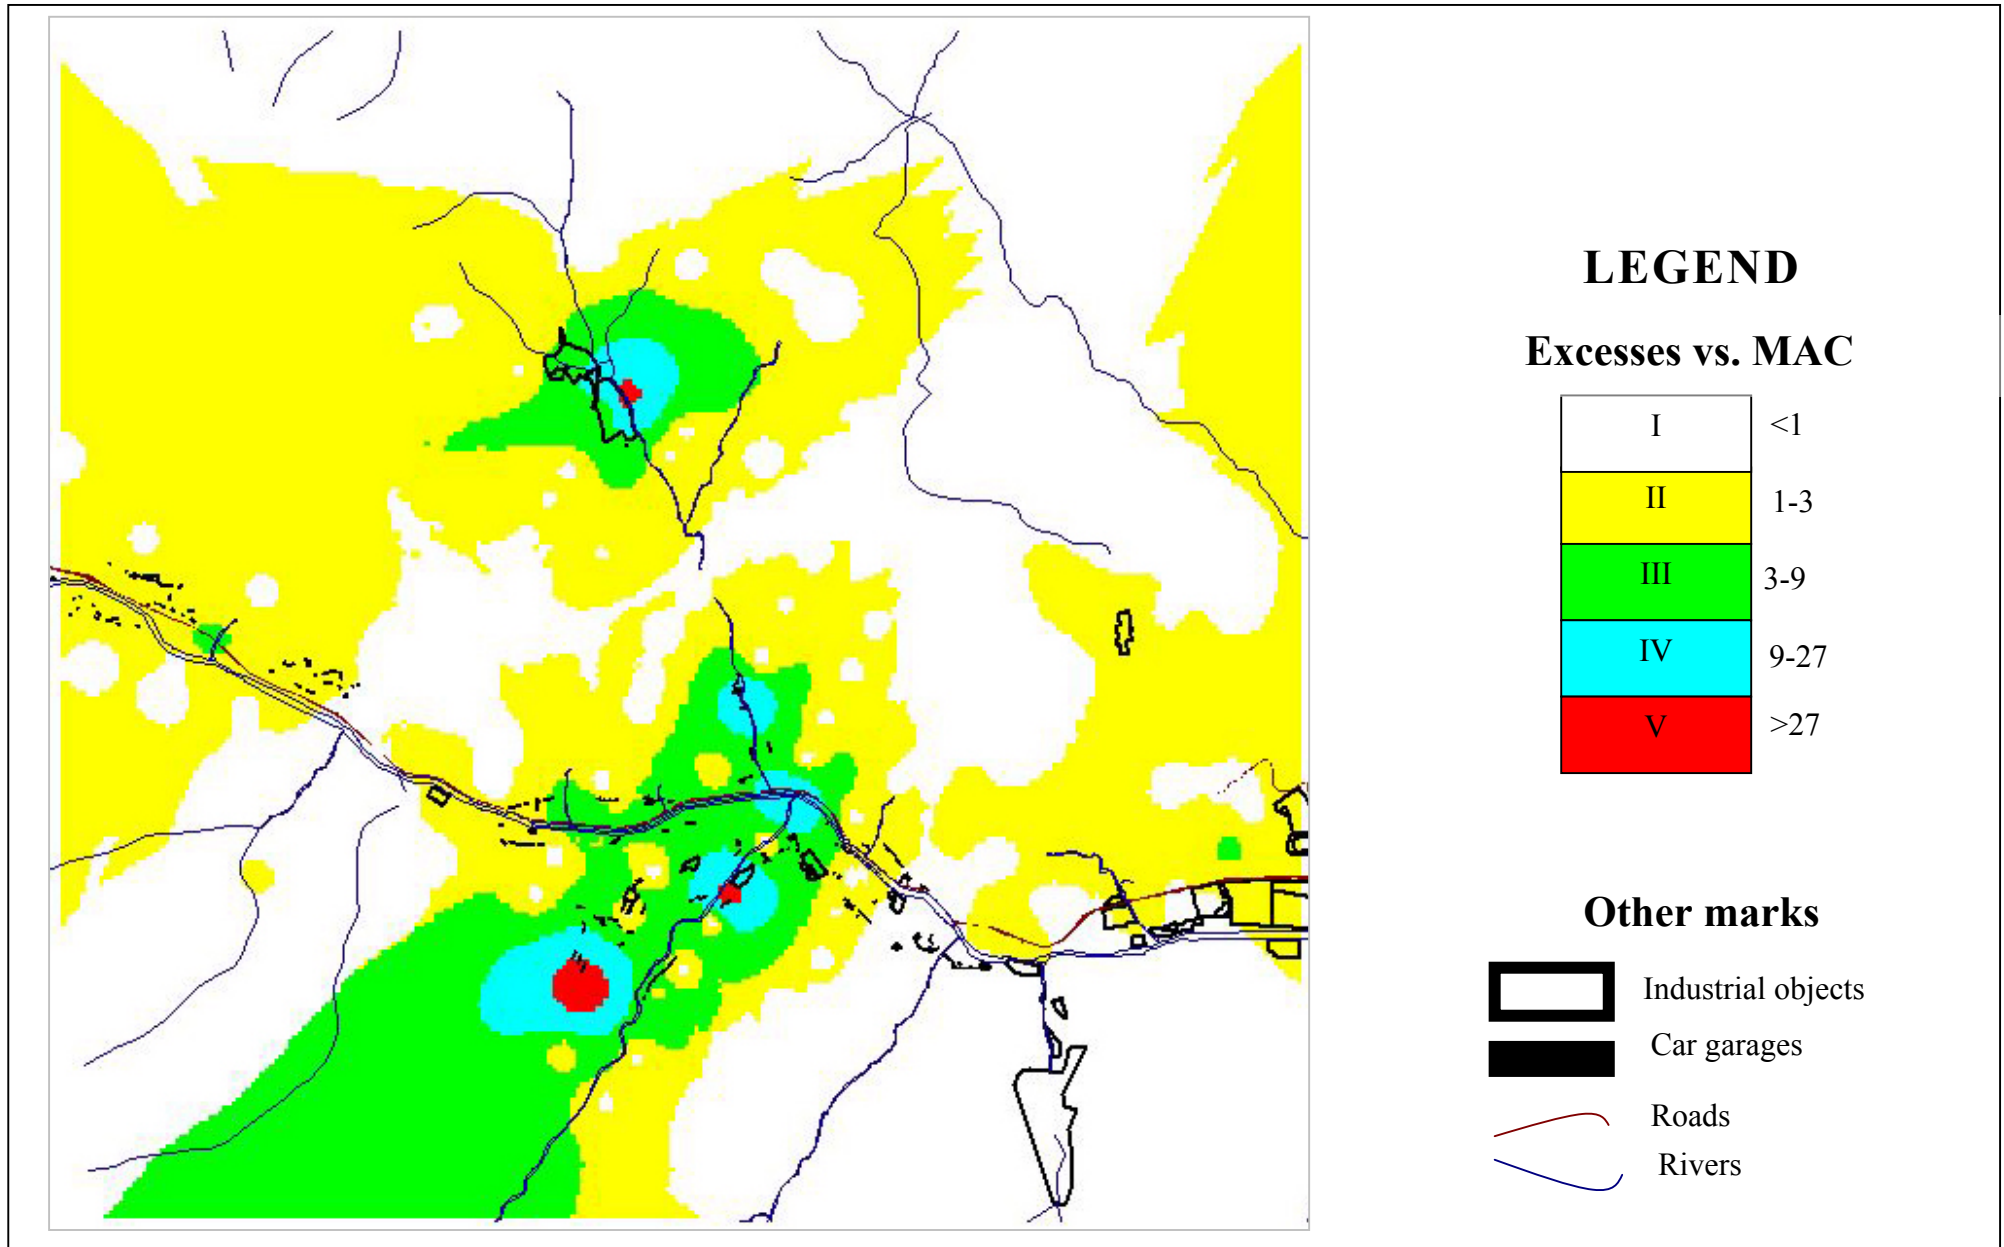 LEGEND
Excesses vs. MAC
I <1
II 1-3
III 3-9
IV 9-27
V >27
Other marks
Industrial objects
Car garages
Roads
Rivers